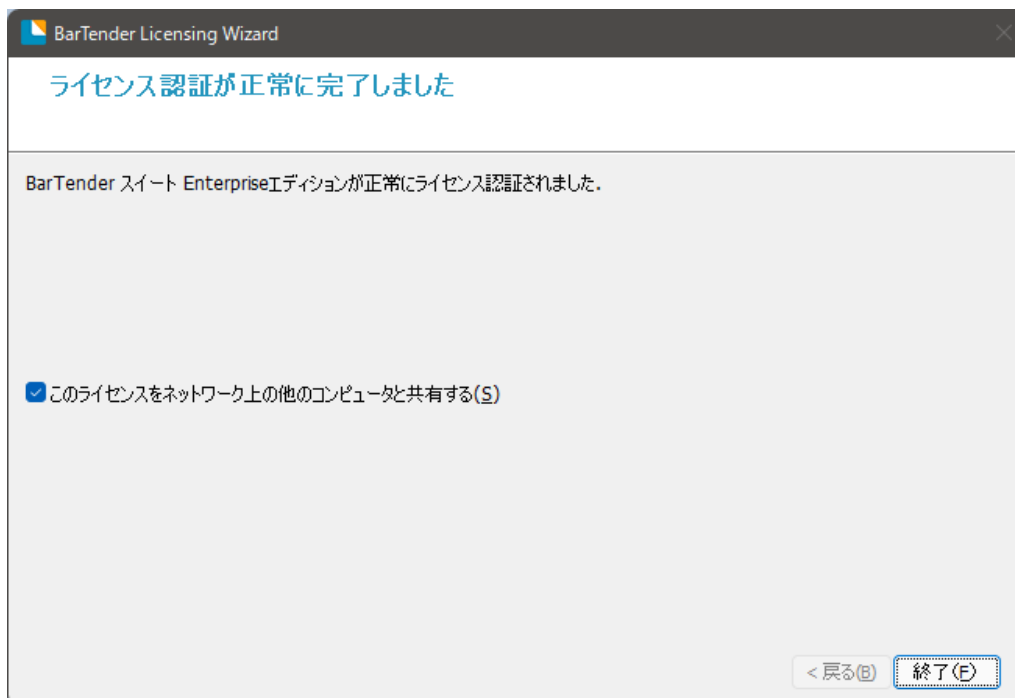 BarTender Licensing Wizard
ライセンス認証が正常に完了しました
BarTender スイート Enterpriseエディションが正常にライセンス認証されました.
このライセンスをネットワーク上の他のコンピュータと共有する(S)
< 戻る(B) 終了(F)